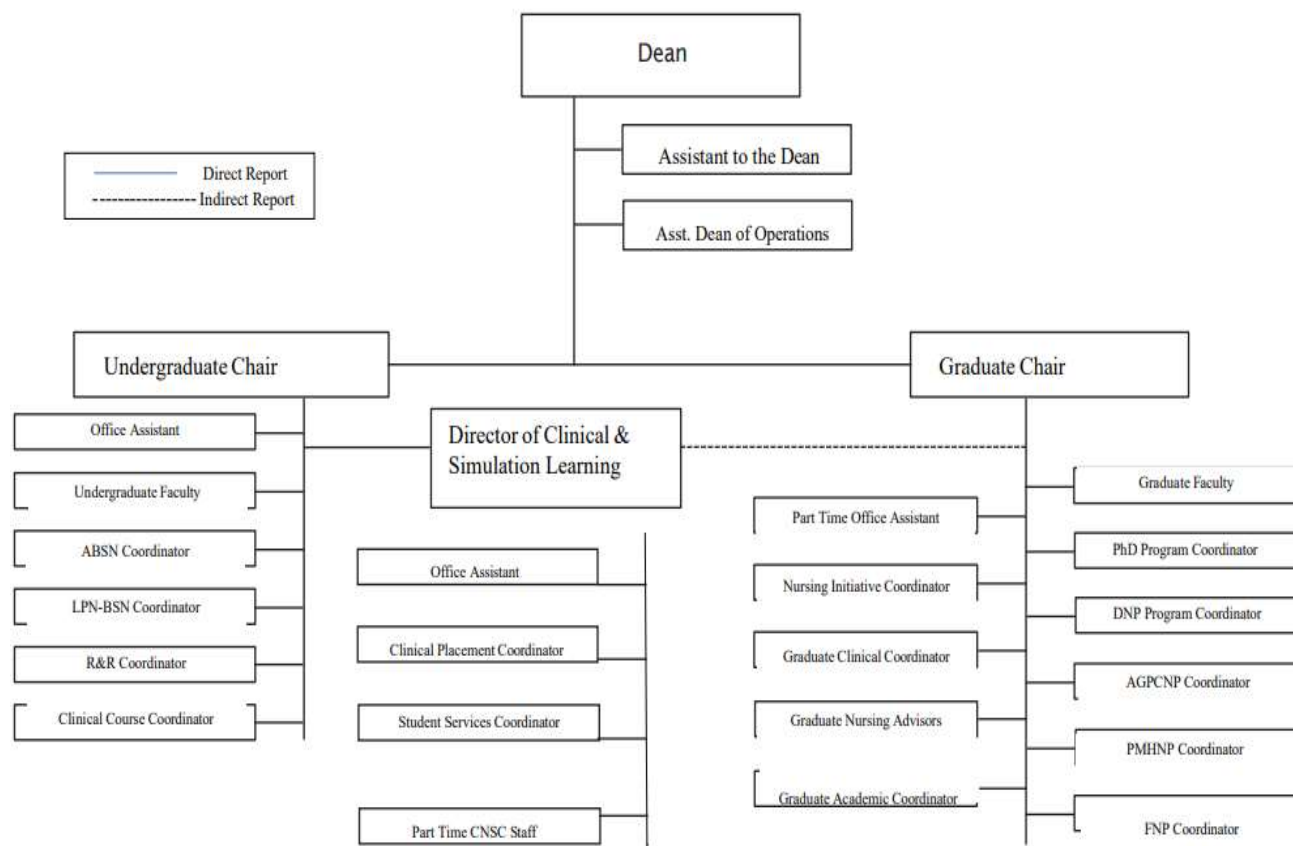 Dean
Assistant to the Dean
Direct Report
Indirect Report
Asst. Dean of Operations
Undergraduate Chair
Graduate Chair
Office Assistant
Undergraduate Faculty
ABSN Coordinator
LPN-BSN Coordinator
R&R Coordinator
Clinical Course Coordinator
Director of Clinical &
Simulation Learning
Office Assistant
Clinical Placement Coordinator
Student Services Coordinator
Part Time CNSC Staff
Part Time Office Assistant
Nursing Initiative Coordinator
Graduate Clinical Coordinator
Graduate Nursing Advisors
Graduate Academic Coordinator
Graduate Faculty
PhD Program Coordinator
DNP Program Coordinator
AGPCNP Coordinator
PMHNP Coordinator
FNP Coordinator